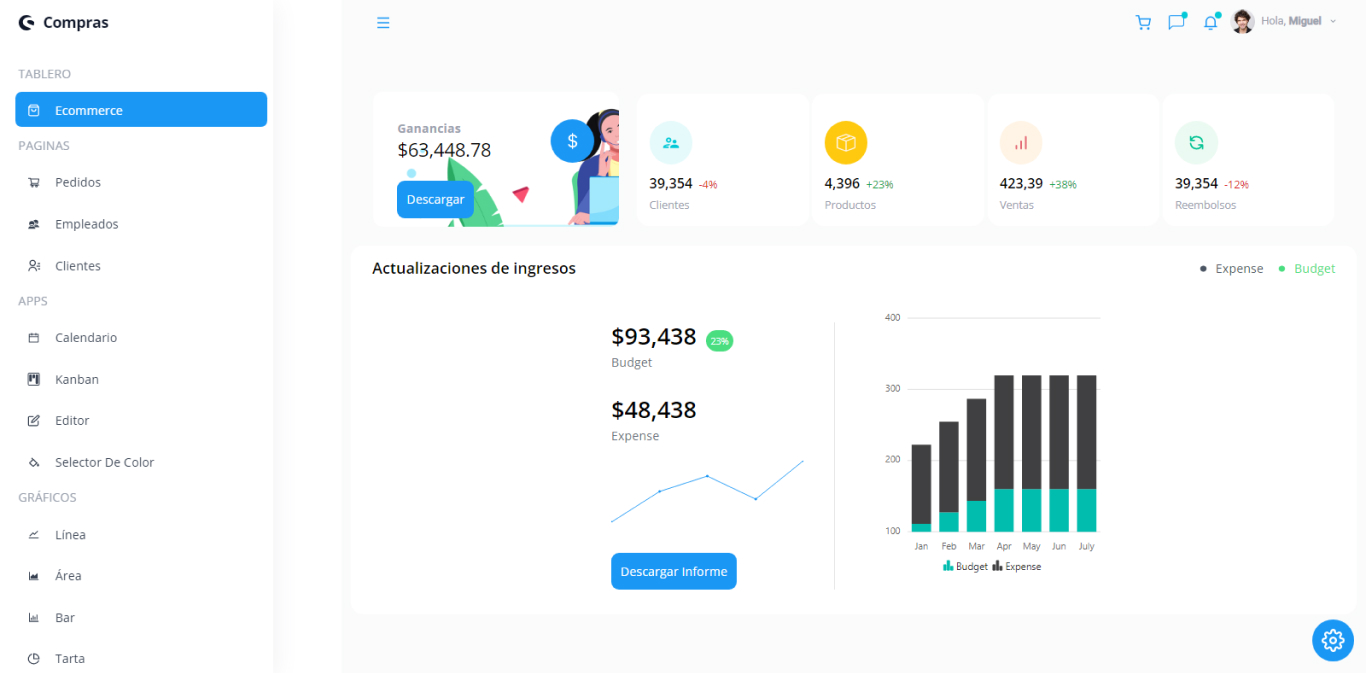 Compras
TABLERO
Ecommerce
PAGINAS
Pedidos
Empleados
Clientes
APPS
Calendario
Kanban
Editor
Selector De Color
GRÁFICOS
Línea
Área
Bar
Tarta
Hola, Miguel
Ganancias
$63,448.78
$
Descargar
39,354 -4%
Clientes
4,396 +23%
Productos
423,39 +38%
Ventas
39,354 -12%
Reembolsos
Actualizaciones de ingresos
Expense Budget
$93,438 23%
Budget
$48,438
Expense
Descargar Informe
400
300
200
100
Jan Feb Mar Apr May Jun July
Budget Expense